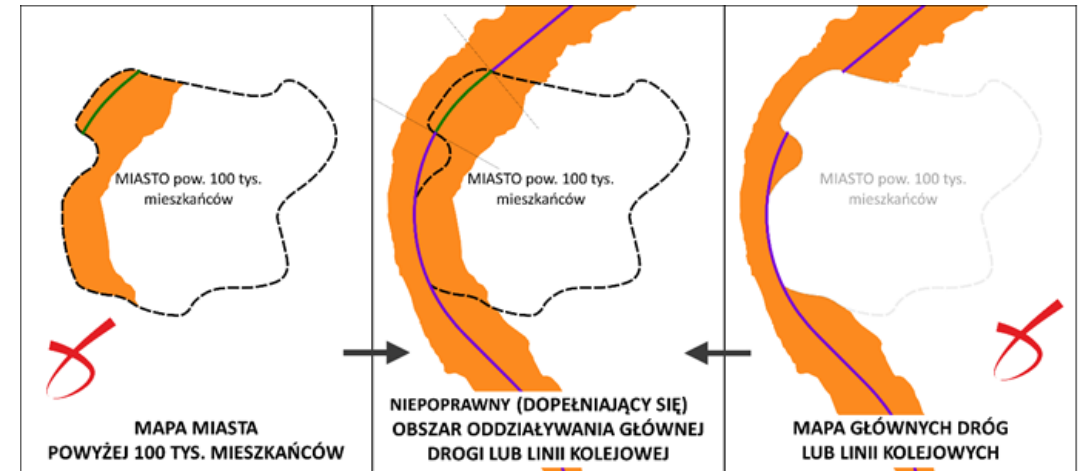 MIASTO pow. 100 tys.
mieszkańców
MAPA MIASTA
POWYŻEJ 100 TYS. MIESZKAŃCÓW
MIASTO pow. 100 tys.
mieszkańców
NIEPOPRAWNY (DOPEŁNIAJĄCY SIĘ)
OBSZAR ODDZIAŁYWANIA GŁÓWNEJ
DROGI LUB LINII KOLEJOWEJ
MIASTO pow. 100 tys.
mieszkańców
MAPA GŁÓWNYCH DRÓG
LUB LINII KOLEJOWYCH